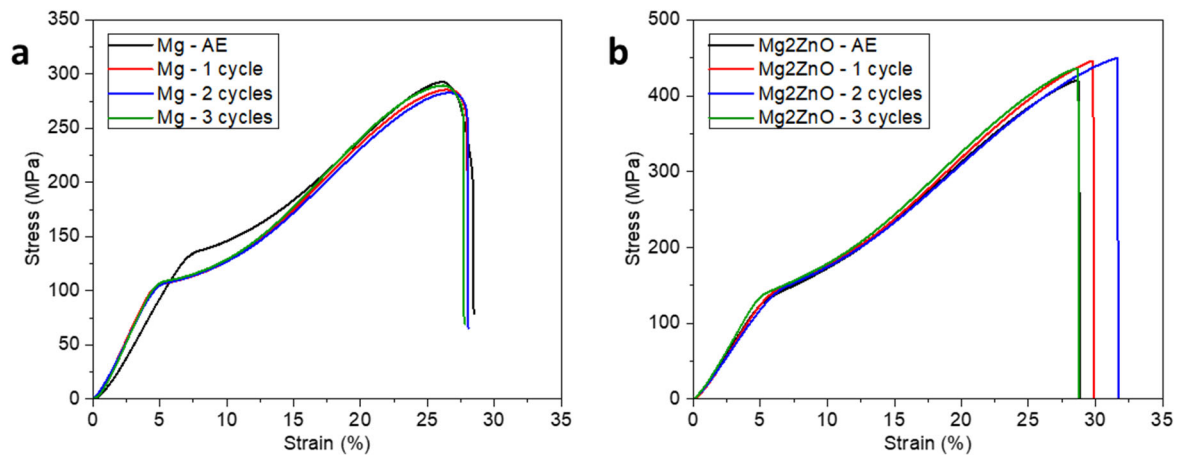 a
350
300
250
200
150
100
50
0
Stress (MPa)
Mg - AE
Mg - 1 cycle
Mg - 2 cycles
Mg - 3 cycles
0 5 10 15 20 25 30 35
Strain (%)
b
500
400
300
200
100
0
Stress (MPa)
Mg2ZnO - AE
Mg2ZnO - 1 cycle
Mg2ZnO - 2 cycles
Mg2ZnO - 3 cycles
0 5 10 15 20 25 30 35
Strain (%)